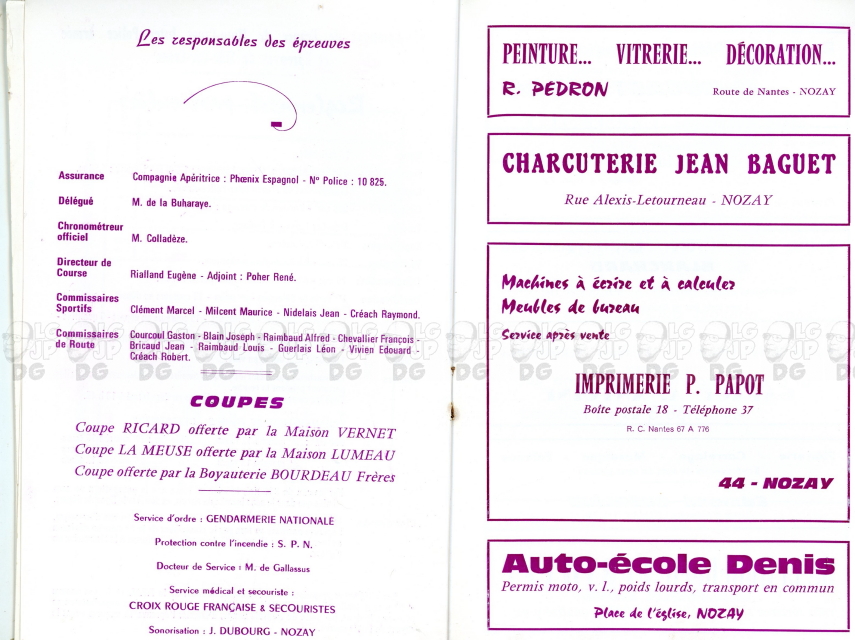 Les responsables des épreuves
Assurance Compagnie Apéritrice : Phœnix Espagnol - N° Police : 10 825.
Délégué M. de la Buharaye.
Chronométreur
officiel M. Colladèze.
Directeur de
Course Rialland Eugène - Adjoint : Poher René.
Commissaires
Sportifs Clément Marcel - Milcent Maurice - Nidelais Jean - Créach Raymond.
Commissaires Courcoul Gaston - Blain Joseph - Raimbaud Alfred - Chevallier François -
de Route Bricaud Jean - Raimbaud Louis - Guerlais Léon - Vivien Edouard -
Créach Robert.
COUPES
Coupe RICARD offerte par la Maison VERNET
Coupe LA MEUSE offerte par la Maison LUMEAU
Coupe offerte par la Boyauterie BOURDEAU Frères
Service d'ordre : GENDARMERIE NATIONALE
Protection contre l'incendie : S. P. N.
Docteur de Service : M. de Gallassus
Service médical et secouriste :
CROIX ROUGE FRANÇAISE & SECOURISTES
Sonorisation : J. DUBOURG - NOZAY
PEINTURE... VITRERIE... DÉCORATION...
R. PEDRON Route de Nantes - NOZAY
CHARCUTERIE JEAN BAGUET
Rue Alexis-Letourneau - NOZAY
Machines à écrire et à calculer
Meubles de bureau
Service après vente
IMPRIMERIE P. PAPOT
Boîte postale 18 - Téléphone 37
R. C. Nantes 67 A 776
44 - NOZAY
Auto-école Denis
Permis moto, v. l., poids lourds, transport en commun
Place de l'église, NOZAY
LG JP DG